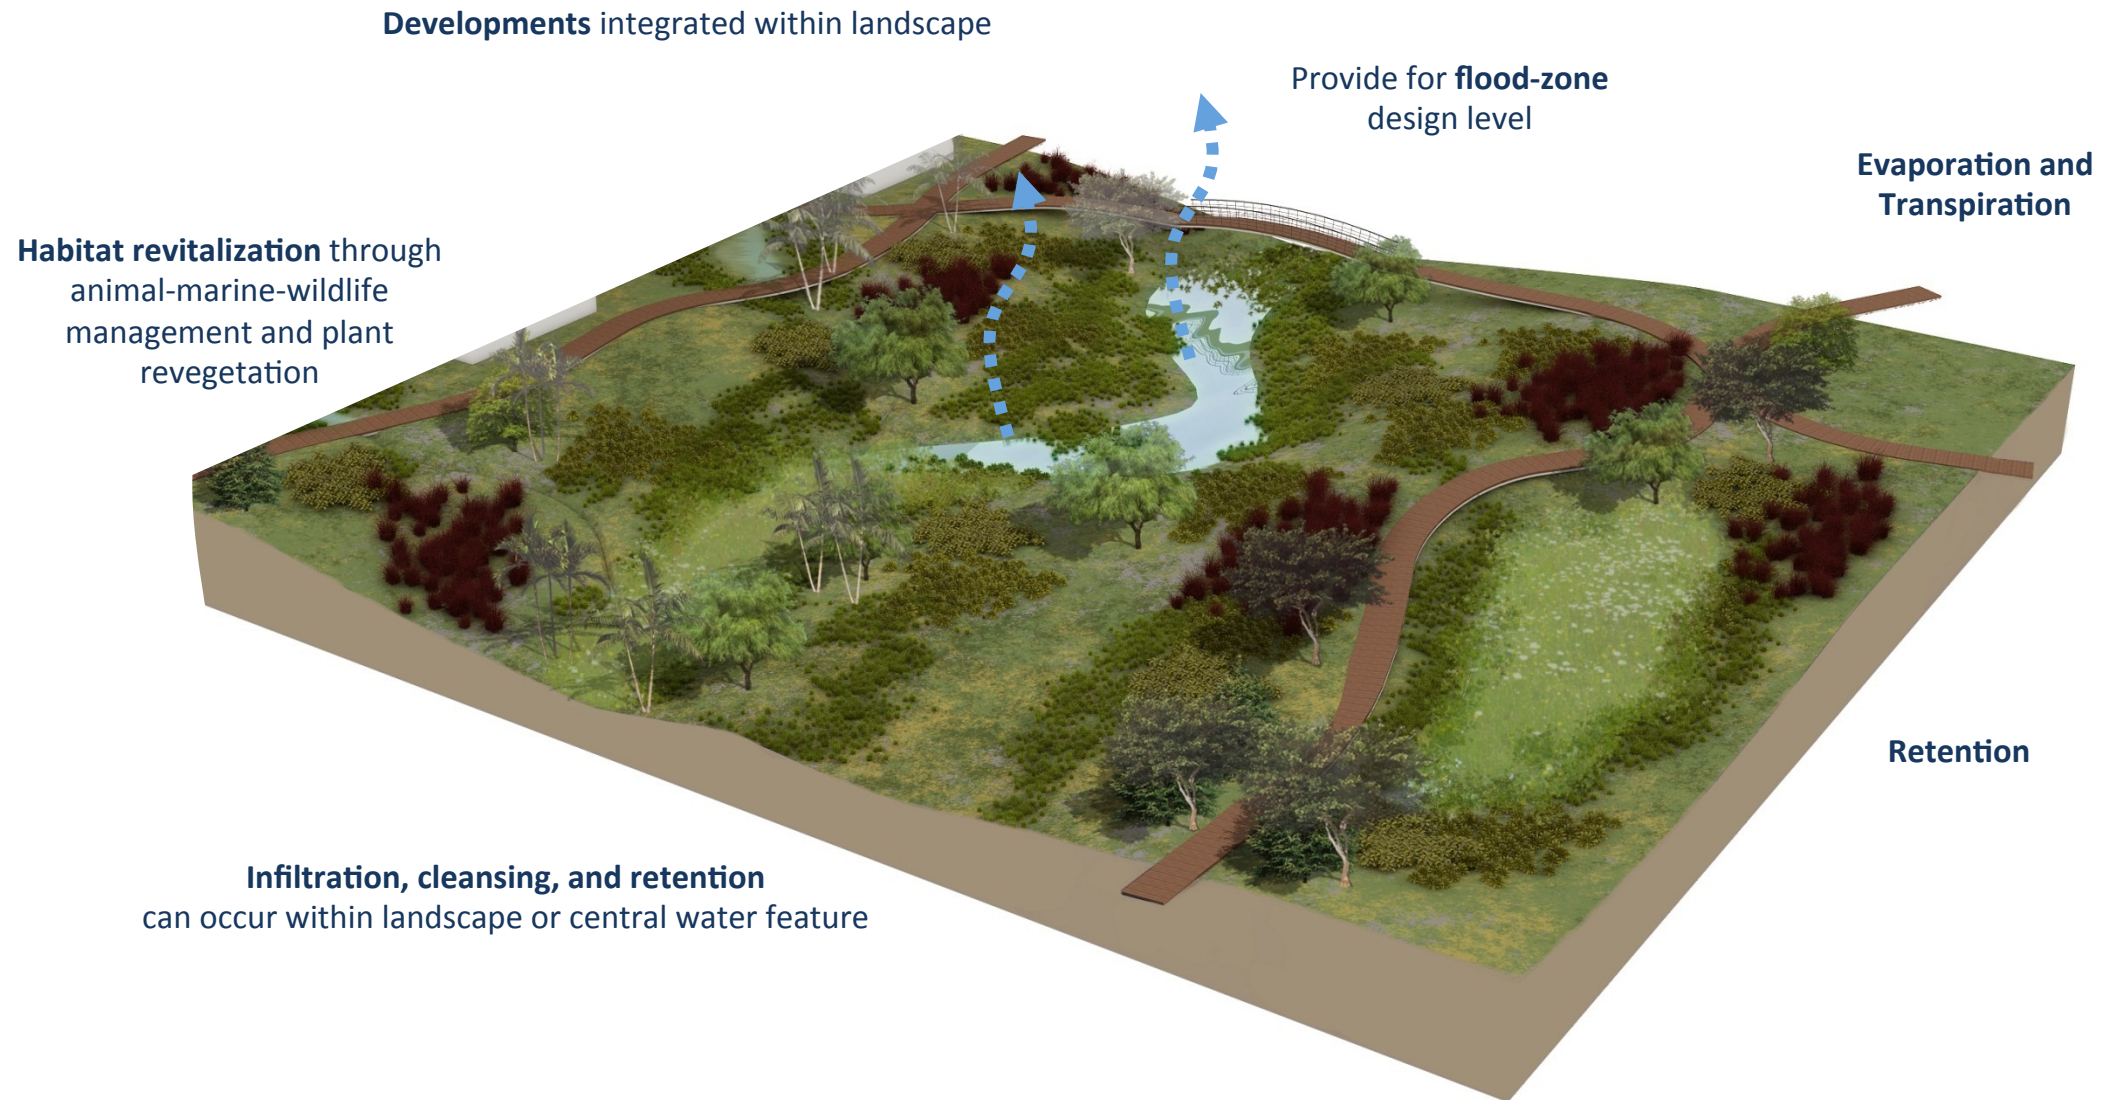 Developments integrated within landscape
Provide for flood-zone
design level
Evaporation and
Transpiration
Habitat revitalization through
animal-marine-wildlife
management and plant
revegetation
Retention
Infiltration, cleansing, and retention
can occur within landscape or central water feature